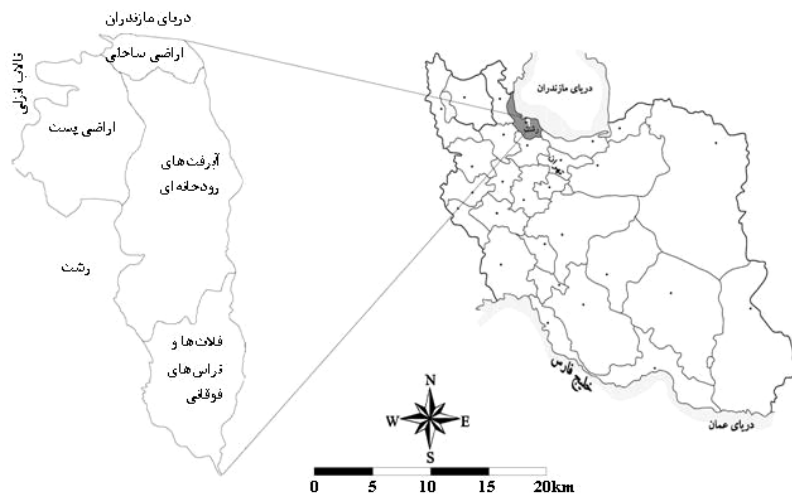 دریای مازندران
اراضی ساحلی
تالاب انزلی
اراضی پست
آبرفت‌های
رودخانه ای
رشت
فلات‌ها و
تراس‌های
فوقانی
دریای مازندران
رشت
خلیج فارس
دریای عمان
N
W E
S
0 5 10 15 20km